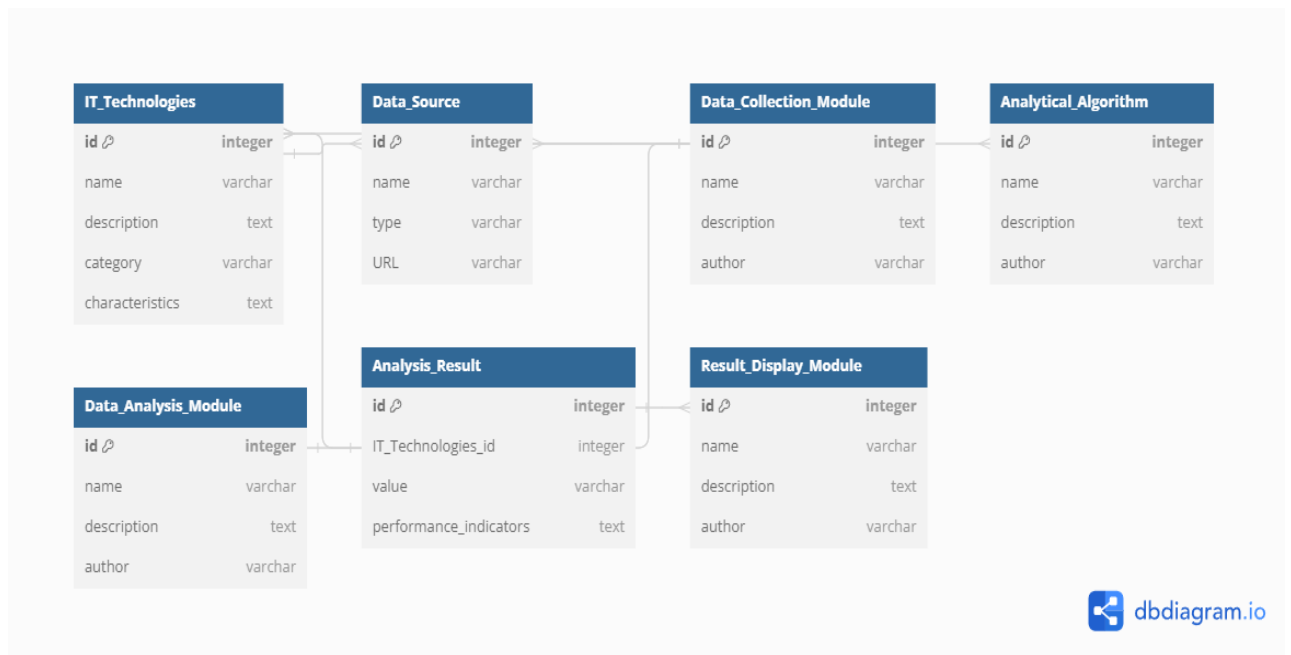 IT_Technologies
id integer
name varchar
description text
category varchar
characteristics text
Data_Source
id integer
name varchar
type varchar
URL varchar
Data_Collection_Module
id integer
name varchar
description text
author varchar
Analytical_Algorithm
id integer
name varchar
description text
author varchar
Data_Analysis_Module
id integer
name varchar
description text
author varchar
Analysis_Result
id integer
IT_Technologies_id integer
value varchar
performance_indicators text
Result_Display_Module
id integer
name varchar
description text
author varchar
dbdiagram.io